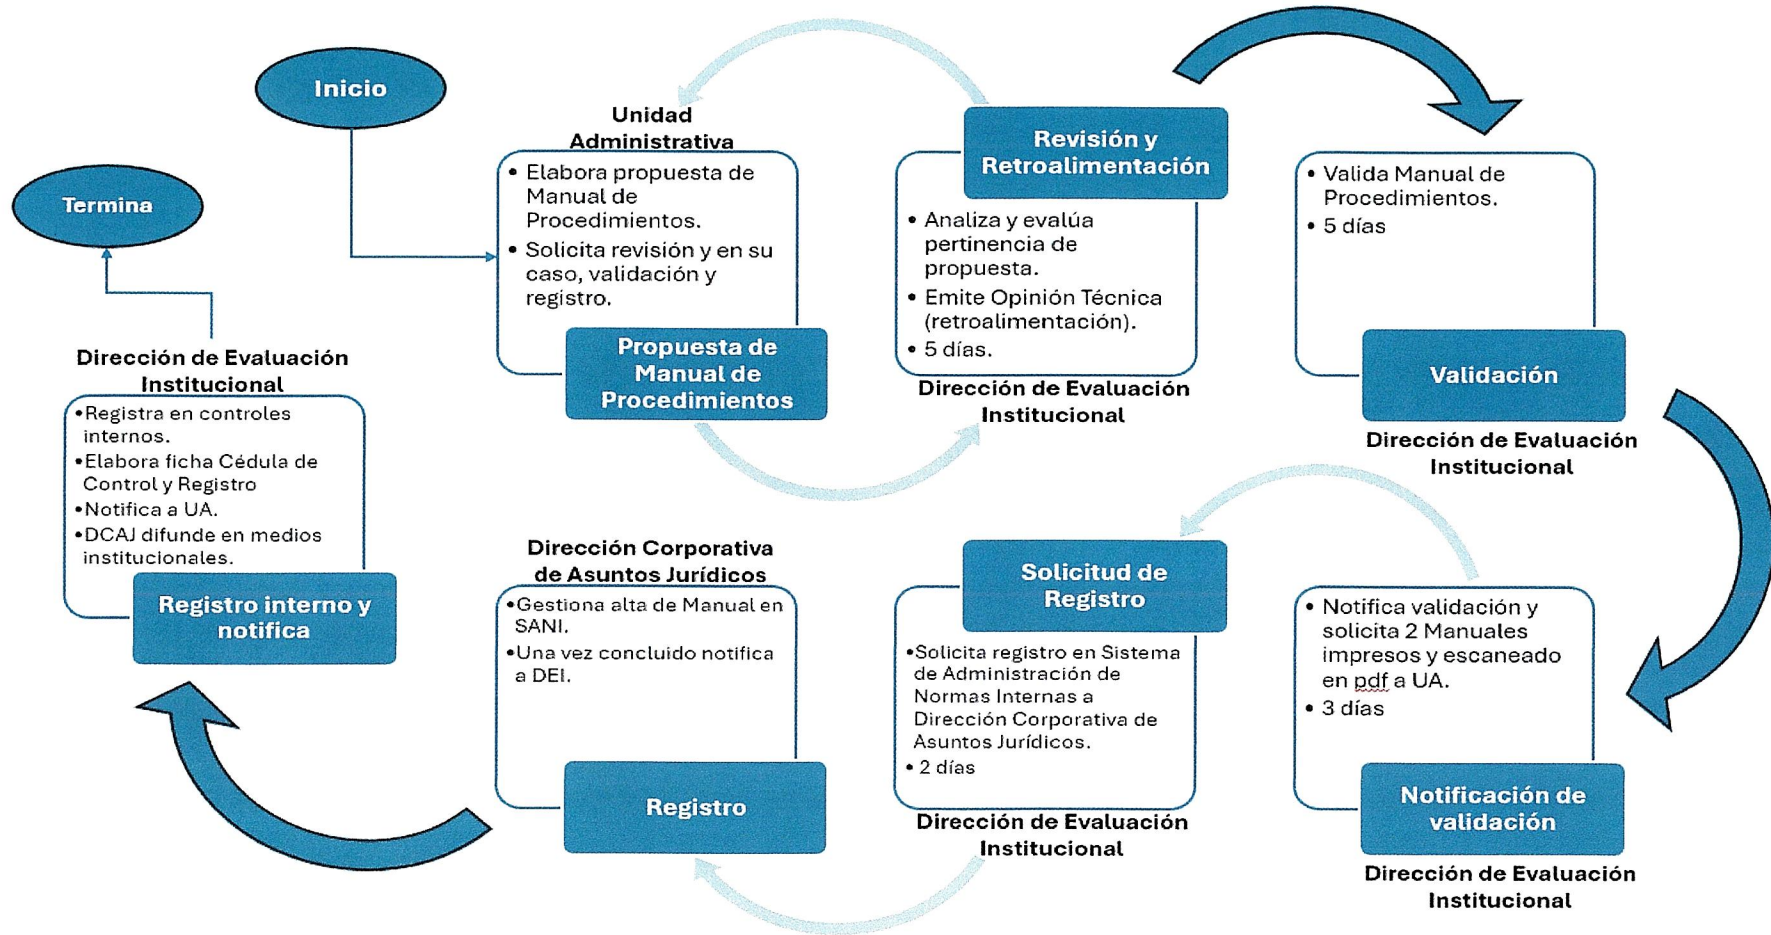 Inicio
Unidad
Administrativa
• Elabora propuesta de
Manual de
Procedimientos.
• Solicita revisión y en su
caso, validación y
registro.
Propuesta de
Manual de
Procedimientos
Revisión y
Retroalimentación
• Analiza y evalúa
pertinencia de
propuesta.
• Emite Opinión Técnica
(retroalimentación).
• 5 días.
Dirección de Evaluación
Institucional
• Valida Manual de
Procedimientos.
• 5 días
Validación
Dirección de Evaluación
Institucional
• Notifica validación y
solicita 2 Manuales
impresos y escaneado
en pdf a UA.
• 3 días
Notificación de
validación
Dirección de Evaluación
Institucional
Solicitud de
Registro
•Solicita registro en Sistema
de Administración de
Normas Internas a
Dirección Corporativa de
Asuntos Jurídicos.
• 2 días
Dirección de Evaluación
Institucional
Dirección Corporativa
de Asuntos Jurídicos
•Gestiona alta de Manual en
SANI.
•Una vez concluido notifica
a DEI.
Registro
Dirección de Evaluación
Institucional
•Registra en controles
internos.
•Elabora ficha Cédula de
Control y Registro
•Notifica a UA.
•DCAJ difunde en medios
institucionales.
Registro interno y
notifica
Termina